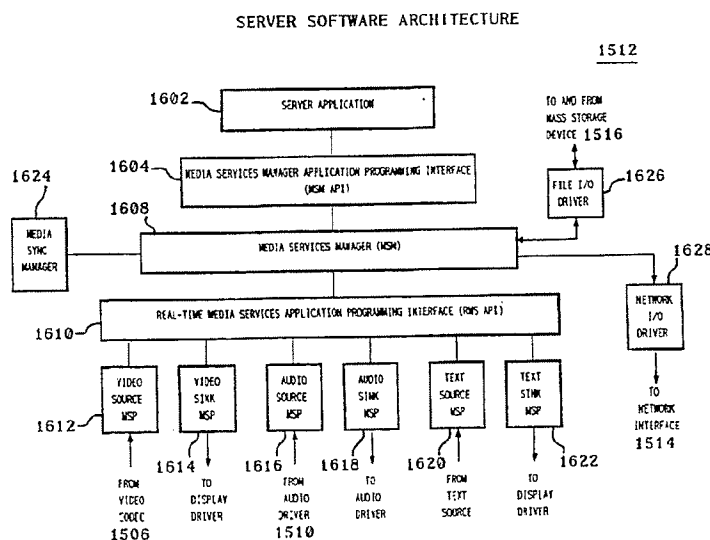 SERVER SOFTWARE ARCHITECTURE
1512
1602
SERVER APPLICATION
TO AND FROM
MASS STORAGE
DEVICE 1516
1604
MEDIA SERVICES MANAGER APPLICATION PROGRAMMING INTERFACE
(MSM API)
1624
1626
FILE I/O
DRIVER
1608
MEDIA
SYNC
MANAGER
MEDIA SERVICES MANAGER (MSM)
1628
REAL-TIME MEDIA SERVICES APPLICATION PROGRAMMING INTERFACE (RMS API)
1610
NETWORK
I/O
DRIVER
VIDEO
SOURCE
MSP
VIDEO
SINK
MSP
AUDIO
SOURCE
MSP
AUDIO
SINK
MSP
TEXT
SOURCE
MSP
TEXT
SINK
MSP
1612
1614
1616
1618
1620
1622
TO
NETWORK
INTERFACE
1514
FROM
VIDEO
CODEC
1506
TO
DISPLAY
DRIVER
FROM
AUDIO
DRIVER
1510
TO
AUDIO
DRIVER
FROM
TEXT
SOURCE
TO
DISPLAY
DRIVER